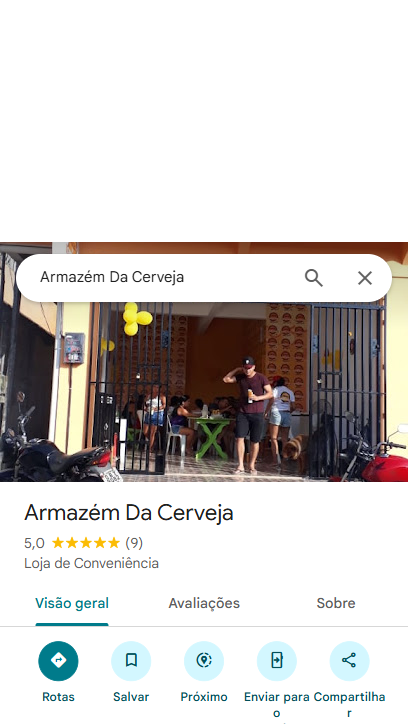 Armazém Da Cerveja
Armazém Da Cerveja
5,0 ★★★★★ (9)
Loja de Conveniência
Visão geral Avaliações Sobre
Rotas Salvar Próximo Enviar para o Compartilhar